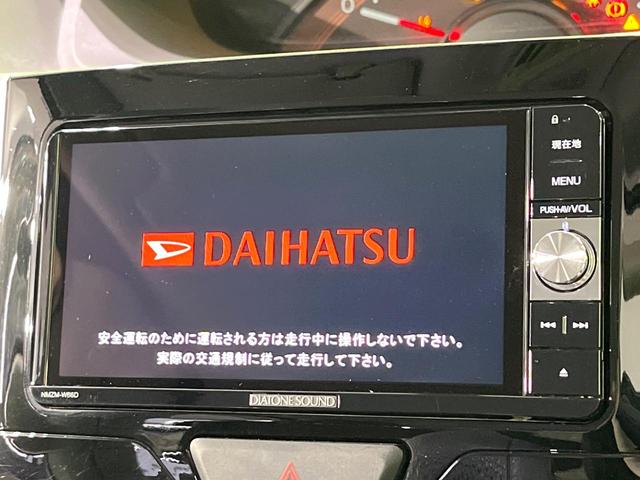 現在地
MENU
PUSH-AV/VOL
DAIHATSU
安全運転のために運転される方は走行中に操作しないで下さい。
実際の交通規制に従って走行して下さい。
NMZM-W66D
DIATONE SOUND